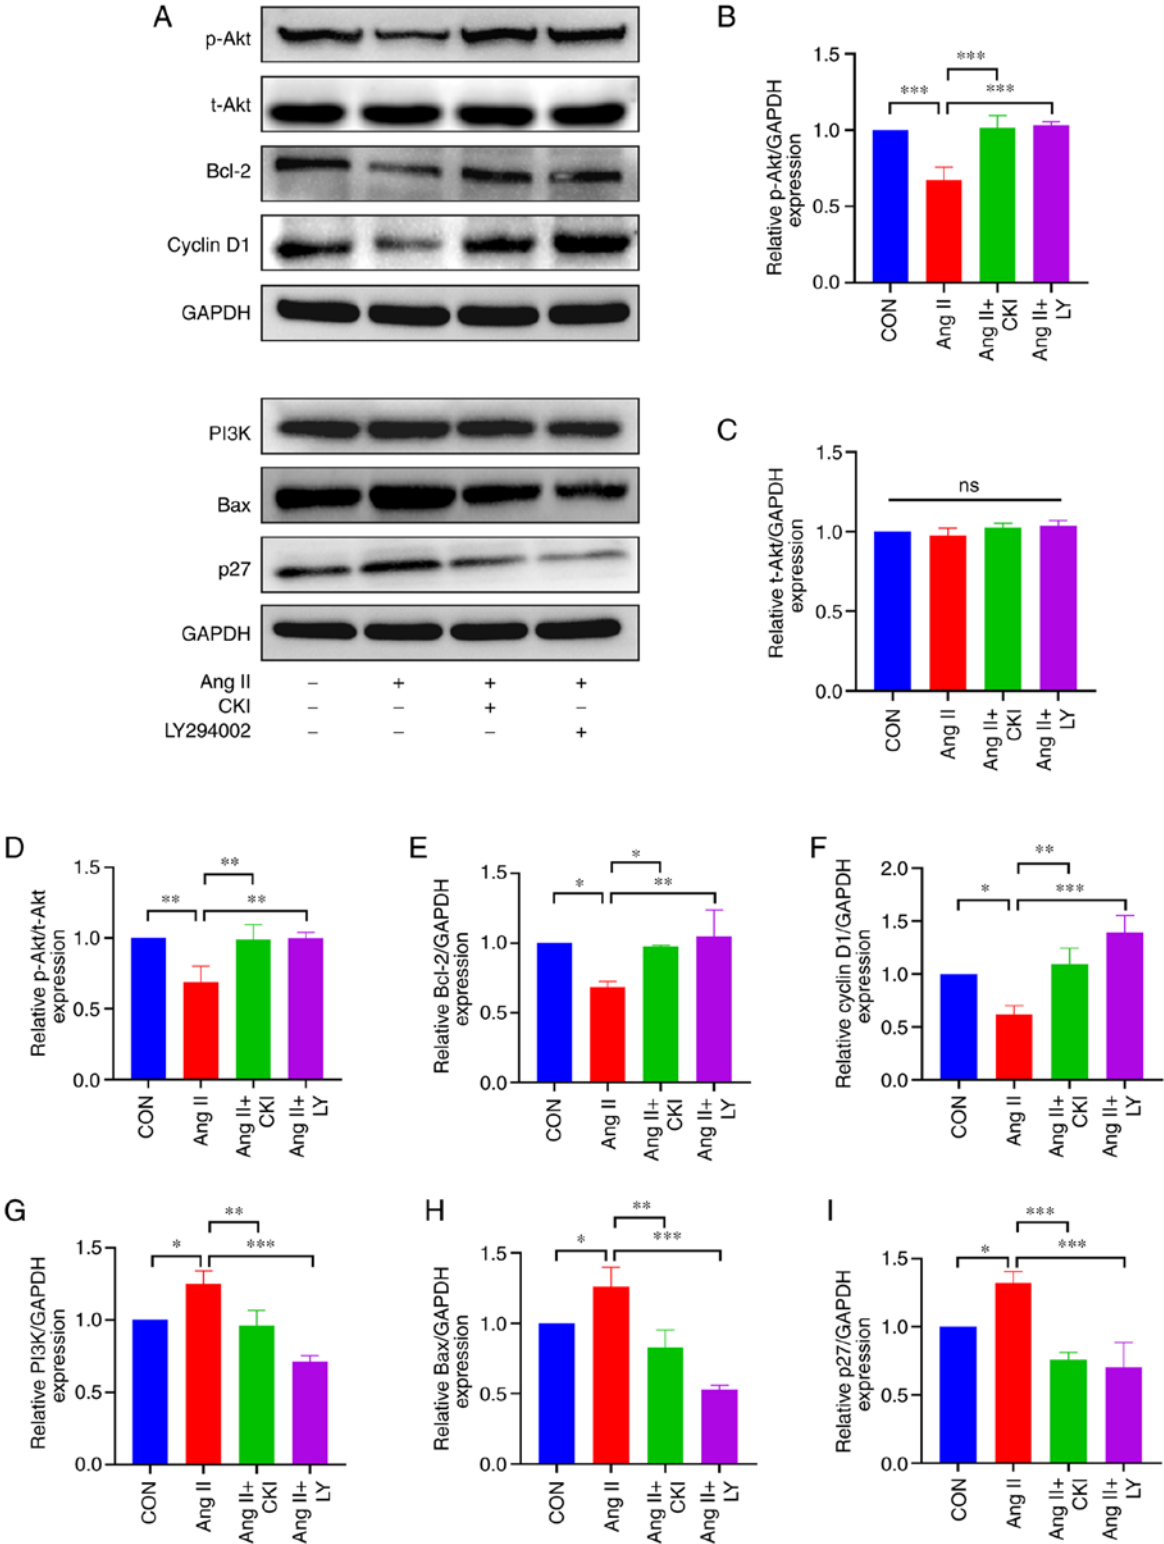 A
p-Akt
t-Akt
Bcl-2
Cyclin D1
GAPDH
PI3K
Bax
p27
GAPDH
Ang II – + + +
CKI – – + –
LY294002 – – – +
B
Relative p-Akt/GAPDH
expression
1.5
1.0
0.5
0.0
***
***
***
CON
Ang II
Ang II+
CKI
Ang II+
LY
C
Relative t-Akt/GAPDH
expression
1.5
1.0
0.5
0.0
ns
CON
Ang II
Ang II+
CKI
Ang II+
LY
D
Relative p-Akt/t-Akt
expression
1.5
1.0
0.5
0.0
**
**
**
CON
Ang II
Ang II+
CKI
Ang II+
LY
E
Relative Bcl-2/GAPDH
expression
1.5
1.0
0.5
0.0
*
*
**
CON
Ang II
Ang II+
CKI
Ang II+
LY
F
Relative cyclin D1/GAPDH
expression
2.0
1.5
1.0
0.5
0.0
**
*
***
CON
Ang II
Ang II+
CKI
Ang II+
LY
G
Relative PI3K/GAPDH
expression
1.5
1.0
0.5
0.0
**
*
***
CON
Ang II
Ang II+
CKI
Ang II+
LY
H
Relative Bax/GAPDH
expression
1.5
1.0
0.5
0.0
**
*
***
CON
Ang II
Ang II+
CKI
Ang II+
LY
I
Relative p27/GAPDH
expression
1.5
1.0
0.5
0.0
***
*
***
CON
Ang II
Ang II+
CKI
Ang II+
LY